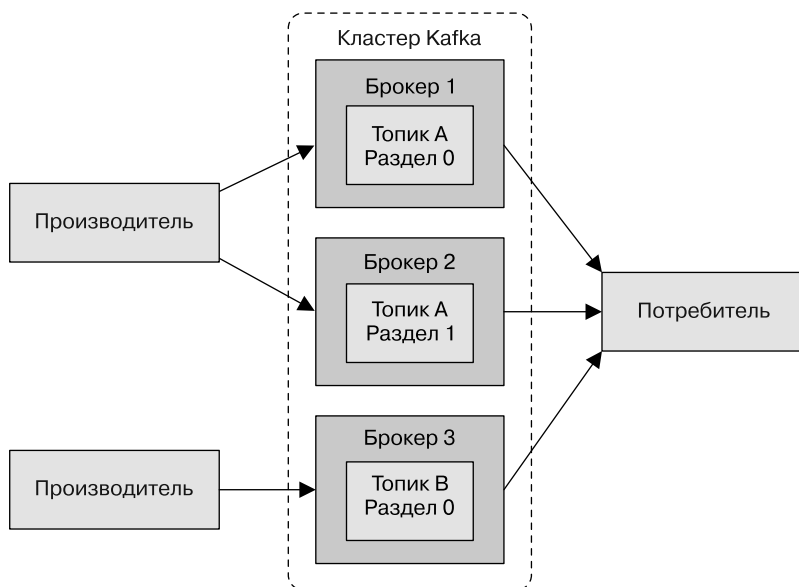 Кластер Kafka
Брокер 1
Топик A
Раздел 0
Производитель
Брокер 2
Топик A
Раздел 1
Потребитель
Брокер 3
Топик B
Раздел 0
Производитель